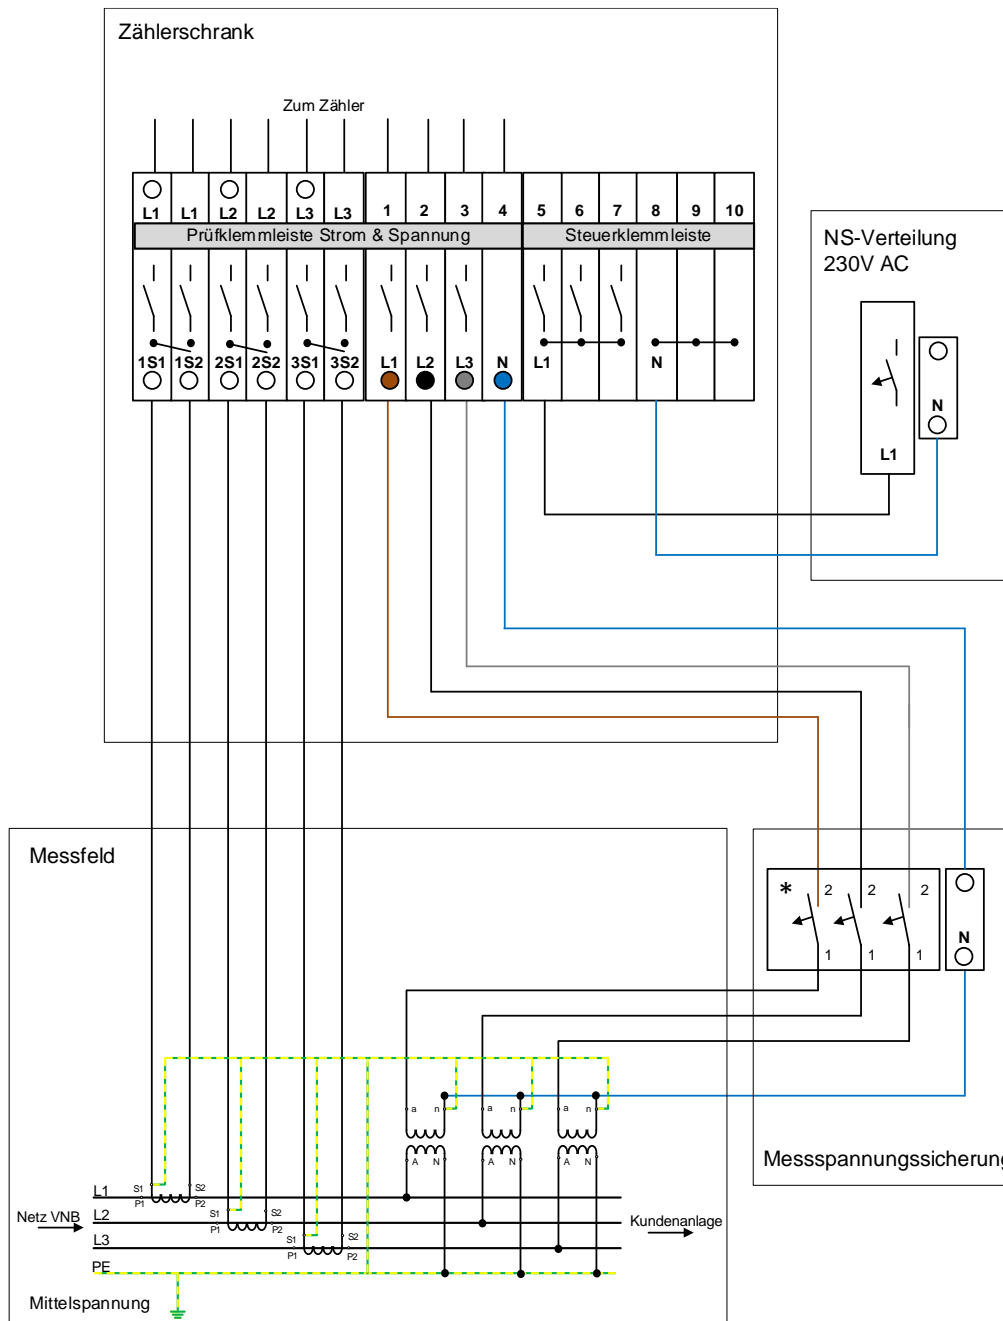 Zählerschrank
Zum Zähler
L1 L1 L2 L2 L3 L3 1 2 3 4 5 6 7 8 9 10
Prüfklemmleiste Strom & Spannung Steuerklemmleiste
1S1 1S2 2S1 2S2 3S1 3S2 L1 L2 L3 N L1 N
NS-Verteilung
230V AC
N
L1
Messfeld
* 2 2 2
N
1 1 1
a n a n a n
A N A N A N
Messspannungssicherung
L1 S1 S2
P1 P2
Netz VNB L2 S1 S2
P1 P2
Kundenanlage
L3 S1 S2
P1 P2
PE
Mittelspannung